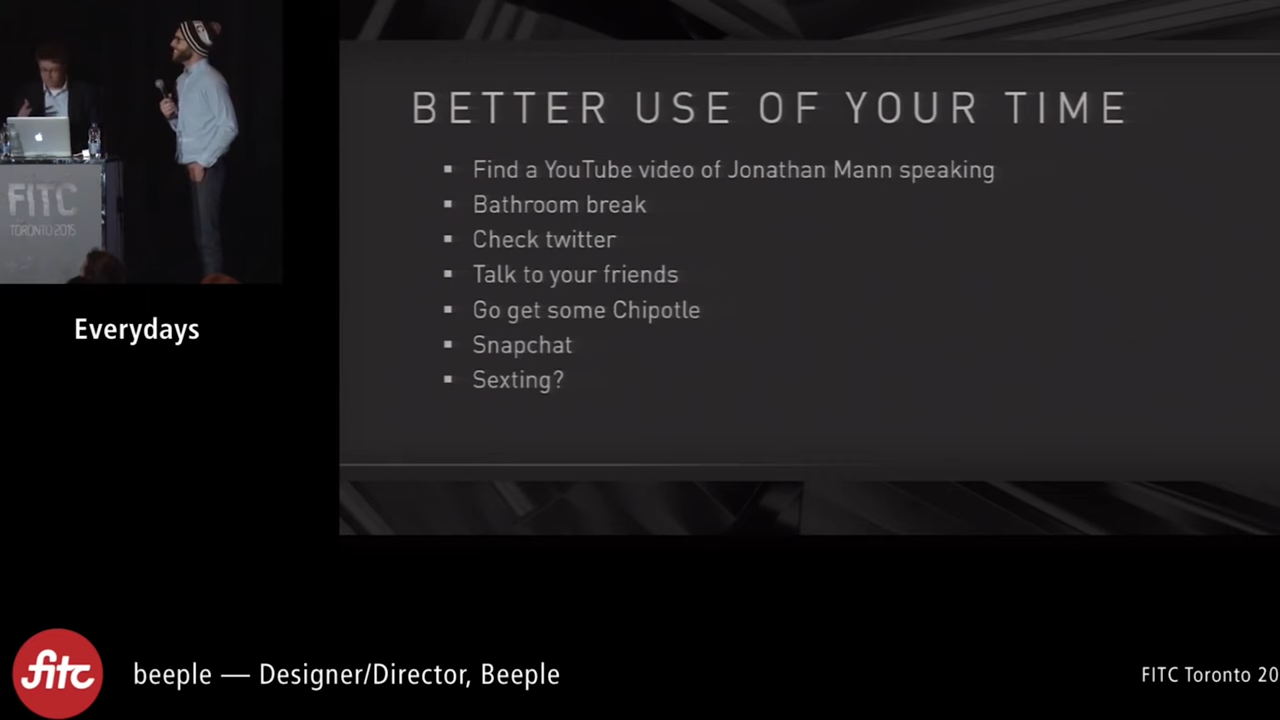 FITC
TORONTO 2015
Everydays
BETTER USE OF YOUR TIME
Find a YouTube video of Jonathan Mann speaking
Bathroom break
Check twitter
Talk to your friends
Go get some Chipotle
Snapchat
Sexting?
fitc
beeple — Designer/Director, Beeple
FITC Toronto 20